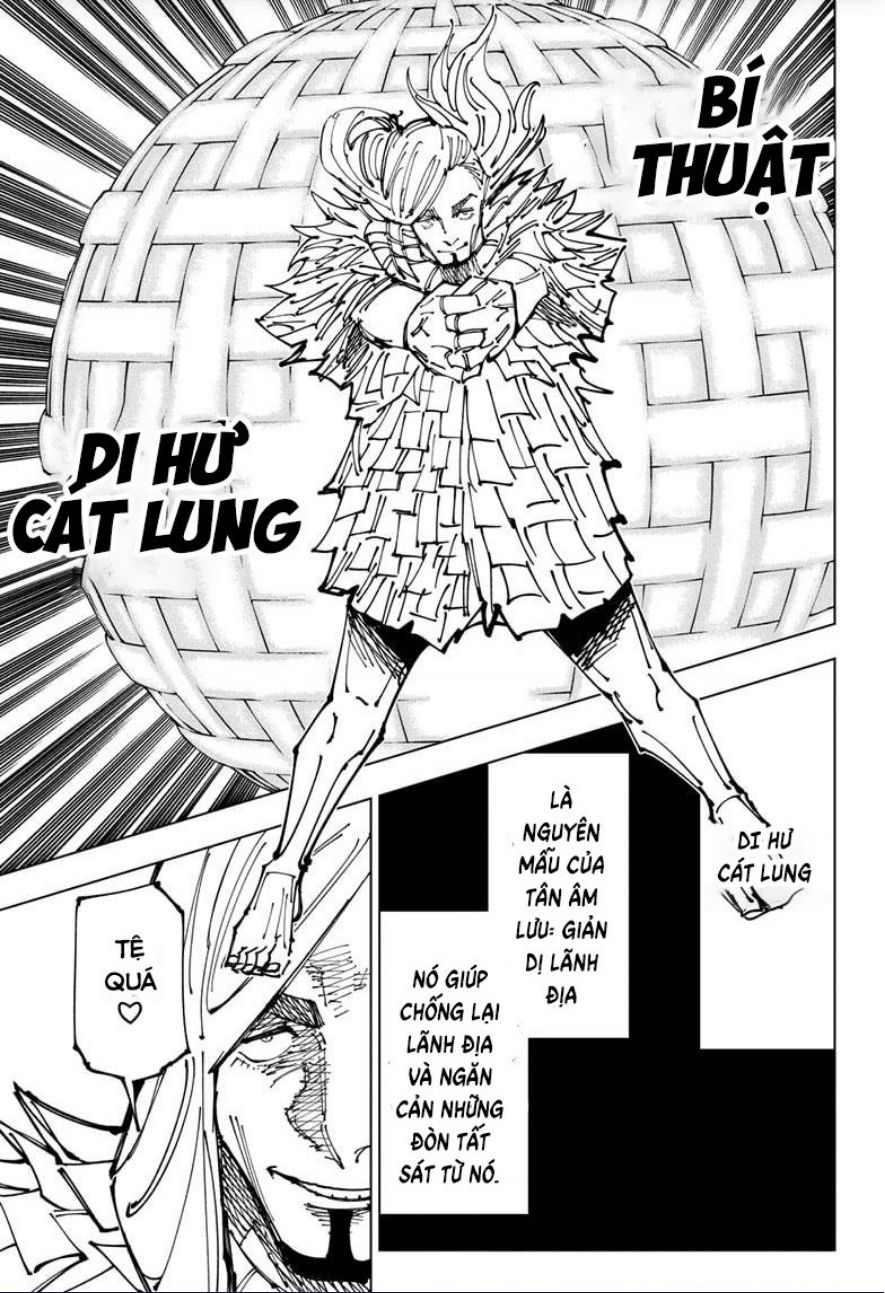 BÍ
THUẬT
DI HƯ
CÁT LUNG
DI HƯ
CÁT LUNG
LÀ
NGUYÊN
MẪU CỦA
TÂN ÂM
LƯU: GIẢN
DỊ LÃNH
ĐỊA
NÓ GIÚP
CHỐNG LẠI
LÃNH ĐỊA
VÀ NGĂN
CẢN NHỮNG
ĐÒN TẤT
SÁT TỪ NÓ.
TỆ
QUÁ
♡